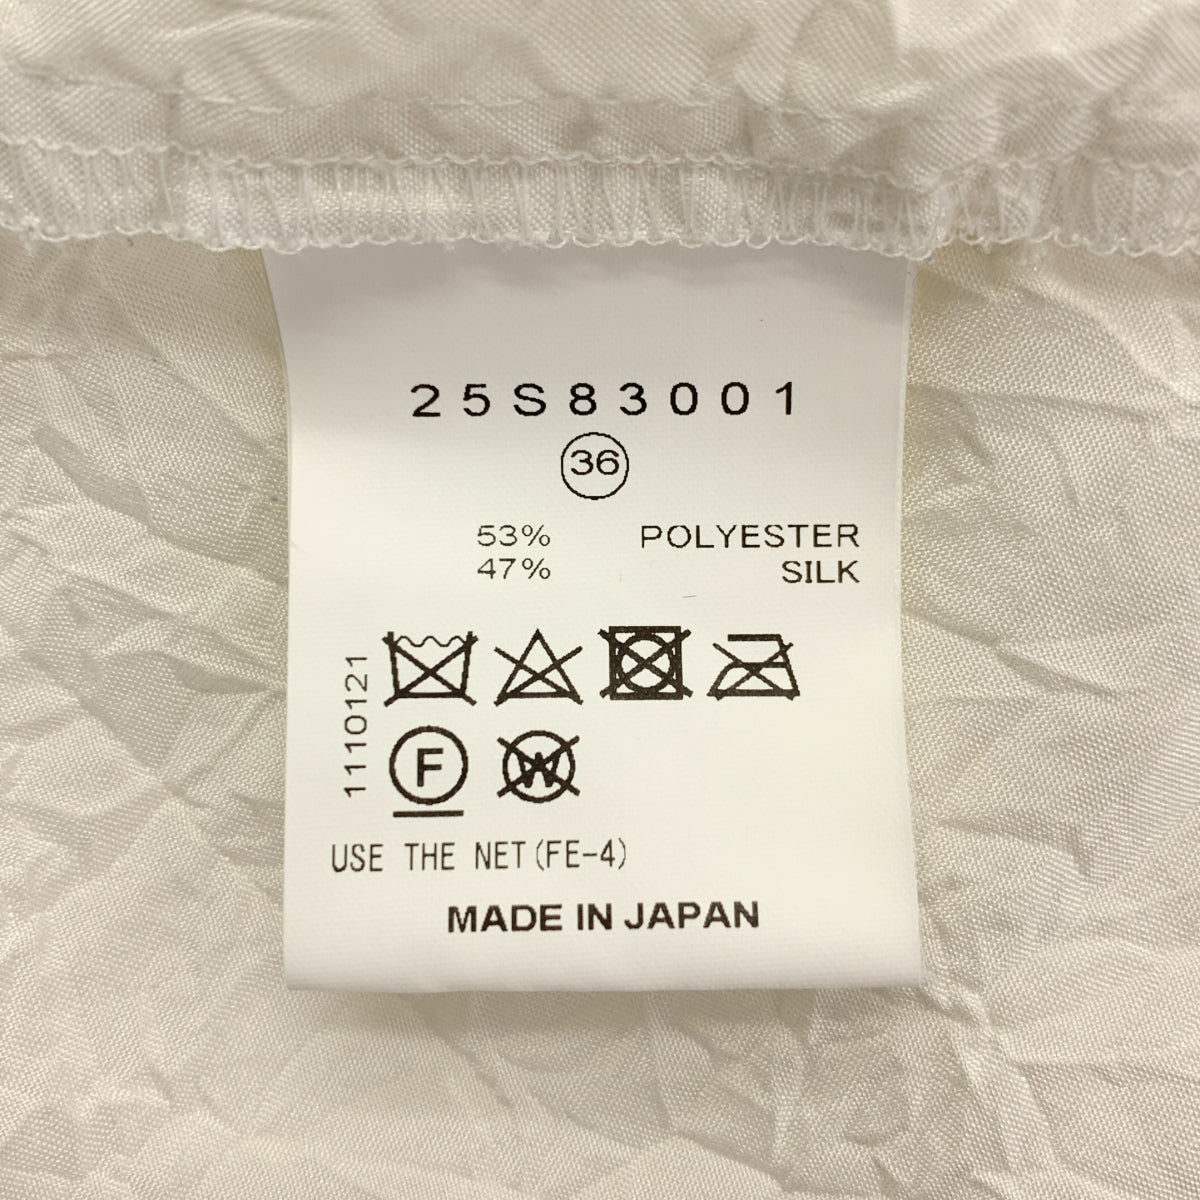 25S83001
36
53% POLYESTER
47% SILK
1110121
F
W
USE THE NET(FE-4)
MADE IN JAPAN